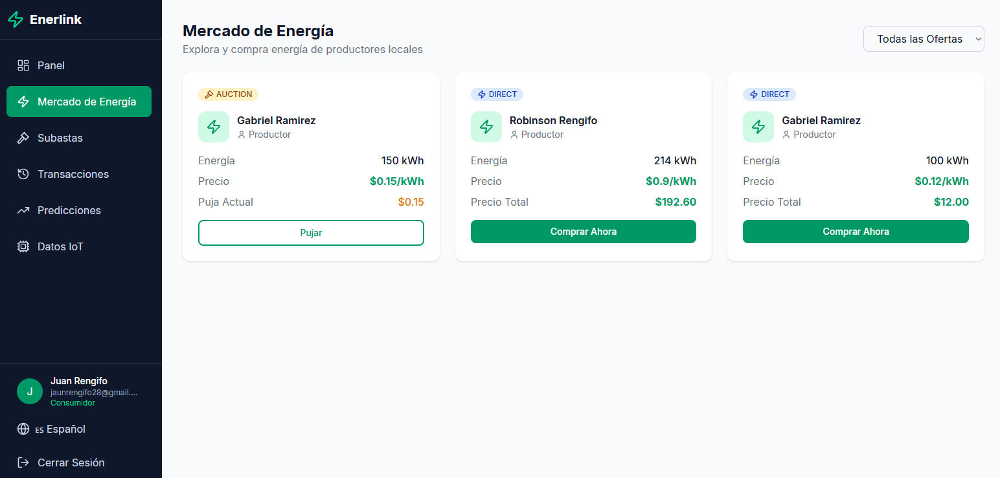 Enerlink
Panel
Mercado de Energía
Subastas
Transacciones
Predicciones
Datos IoT
J
Juan Rengifo
jaunrengifo28@gmail....
Consumidor
ES Español
Cerrar Sesión
Mercado de Energía
Explora y compra energía de productores locales
Todas las Ofertas
AUCTION
Gabriel Ramirez
Productor
Energía 150 kWh
Precio $0.15/kWh
Puja Actual $0.15
Pujar
DIRECT
Robinson Rengifo
Productor
Energía 214 kWh
Precio $0.9/kWh
Precio Total $192.60
Comprar Ahora
DIRECT
Gabriel Ramirez
Productor
Energía 100 kWh
Precio $0.12/kWh
Precio Total $12.00
Comprar Ahora